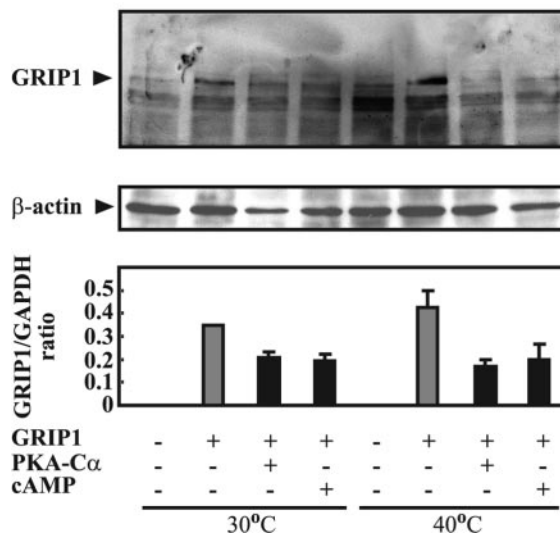 GRIP1
β-actin
GRIP1/GAPDH
ratio
0.5
0.4
0.3
0.2
0.1
0
GRIP1 - + + + - + + +
PKA-Cα - - + - - - + -
cAMP - - - + - - - +
30°C 40°C